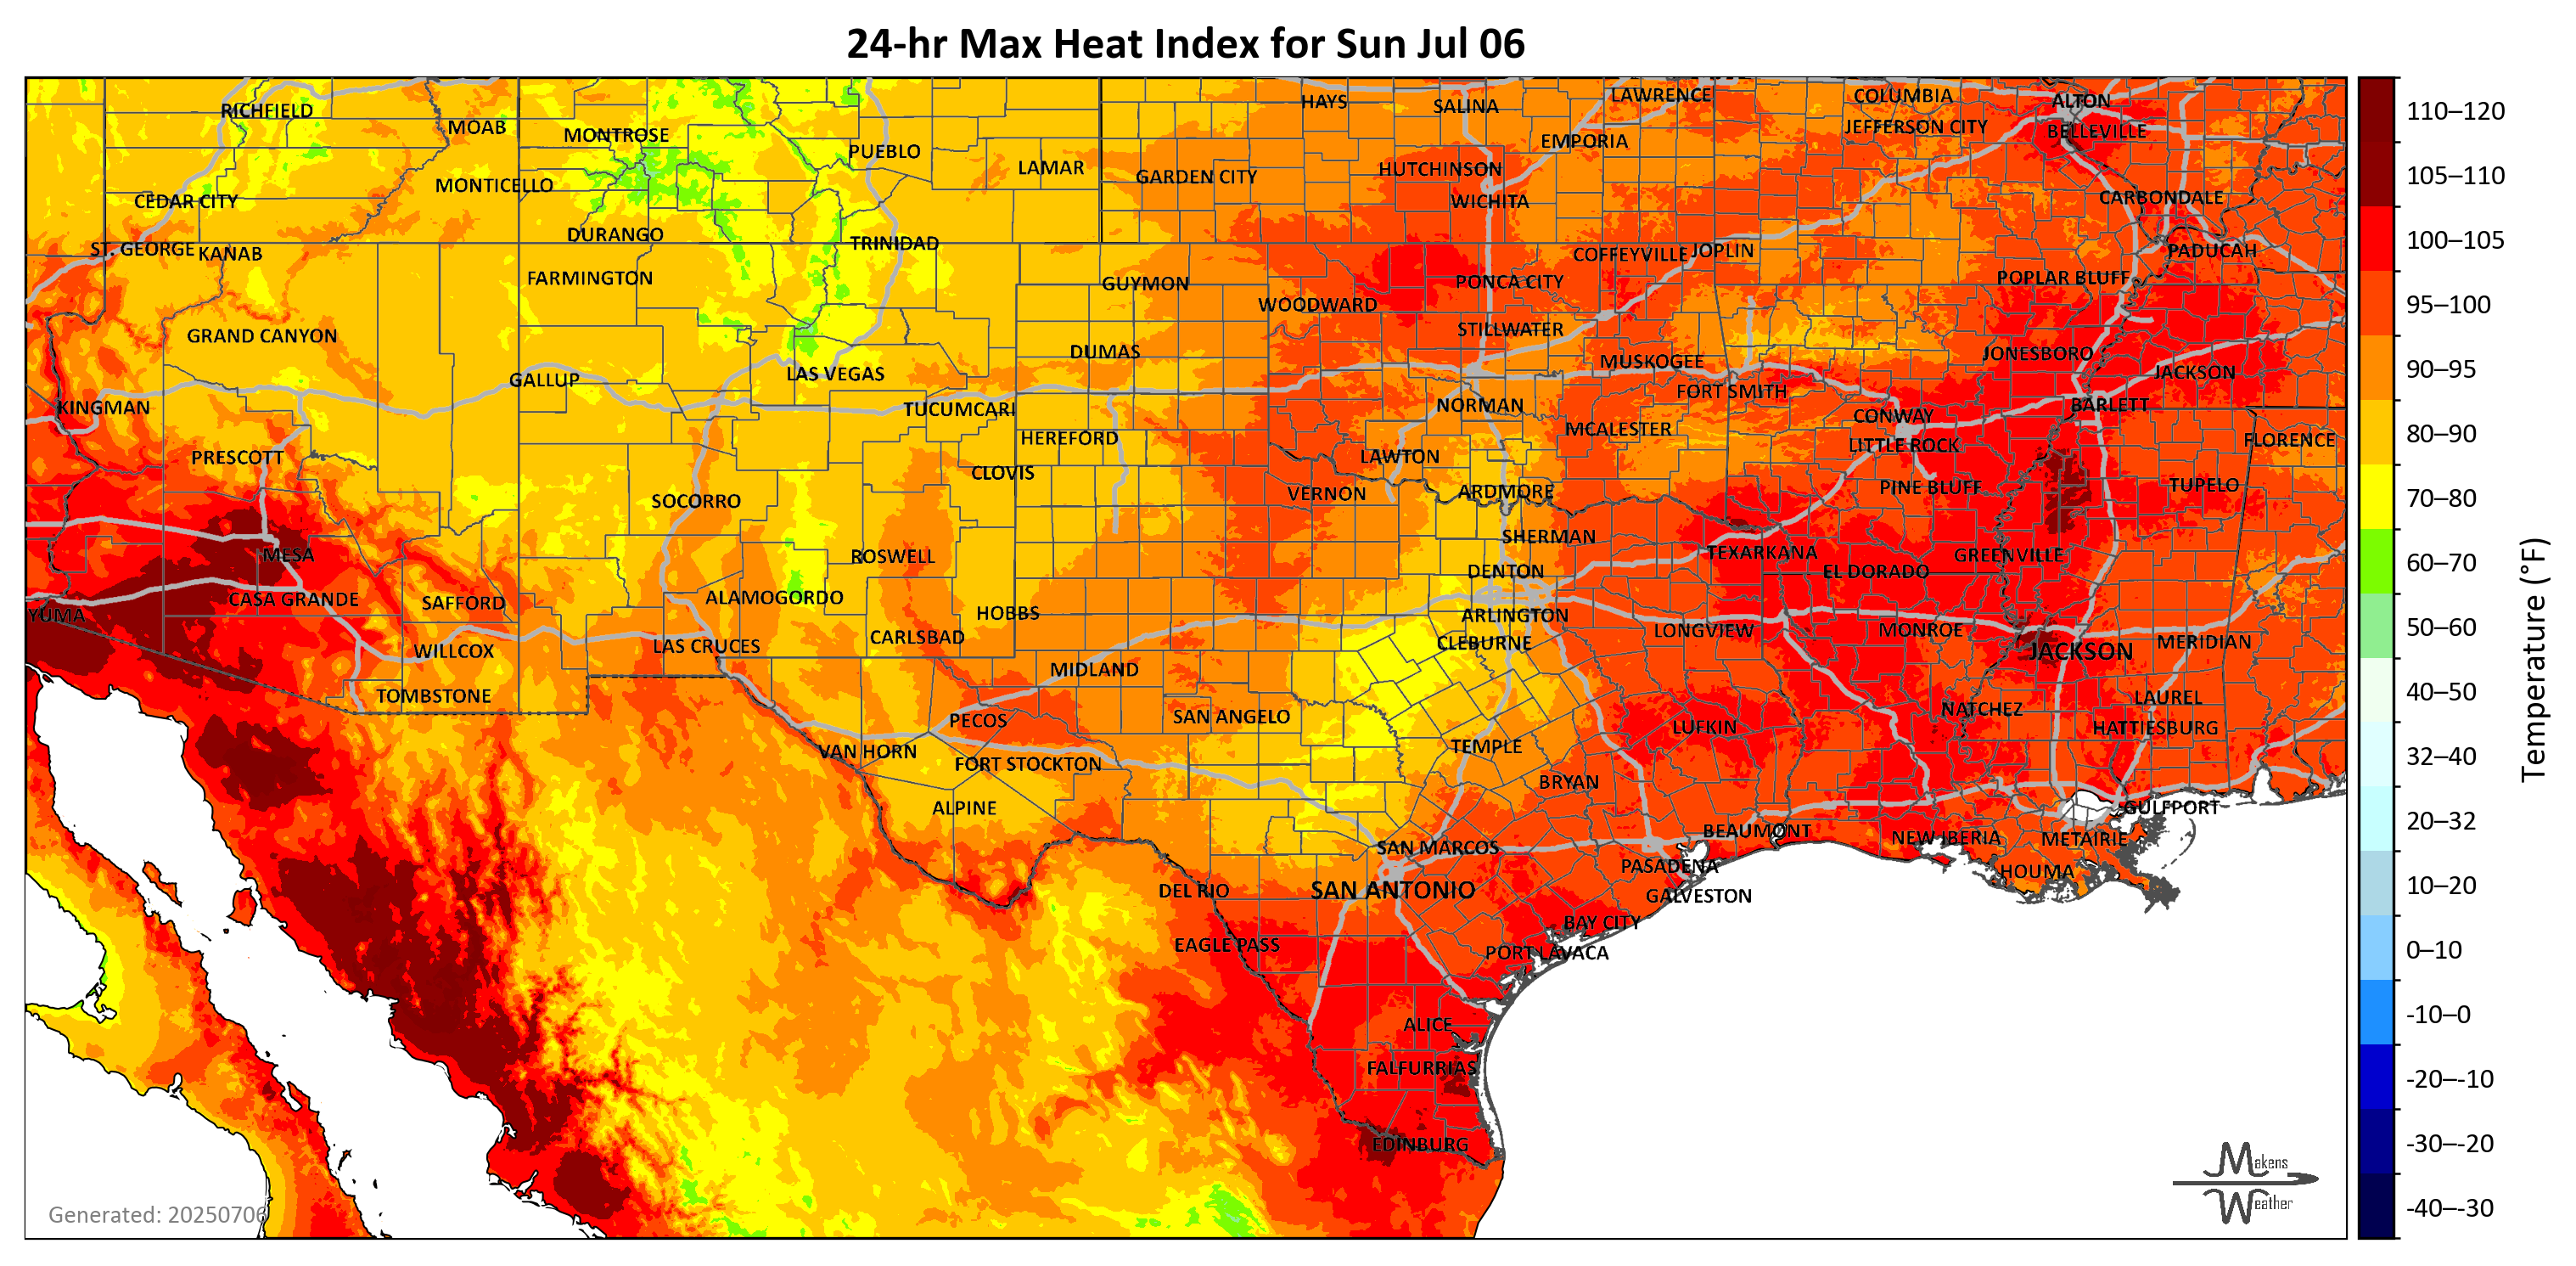 24-hr Max Heat Index for Sun Jul 06
HAYS
SALINA
LAWRENCE
COLUMBIA
ALTON
RICHFIELD
MOAB
MONTROSE
PUEBLO
EMPORIA
JEFFERSON CITY
BELLEVILLE
LAMAR
GARDEN CITY
HUTCHINSON
MONTICELLO
CEDAR CITY
WICHITA
CARBONDALE
DURANGO
TRINIDAD
ST. GEORGE
KANAB
COFFEYVILLE
JOPLIN
PADUCAH
FARMINGTON
GUYMON
PONCA CITY
POPLAR BLUFF
WOODWARD
GRAND CANYON
STILLWATER
DUMAS
MUSKOGEE
JONESBORO
GALLUP
LAS VEGAS
FORT SMITH
JACKSON
KINGMAN
TUCUMCARI
NORMAN
CONWAY
BARLETT
HEREFORD
MCALESTER
LITTLE ROCK
FLORENCE
PRESCOTT
CLOVIS
LAWTON
SOCORRO
VERNON
ARDMORE
PINE BLUFF
TUPELO
MESA
ROSWELL
SHERMAN
TEXARKANA
GREENVILLE
DENTON
EL DORADO
CASA GRANDE
SAFFORD
ALAMOGORDO
HOBBS
ARLINGTON
YUMA
LAS CRUCES
CARLSBAD
CLEBURNE
LONGVIEW
MONROE
JACKSON
MERIDIAN
WILLCOX
MIDLAND
TOMBSTONE
PECOS
SAN ANGELO
LUFKIN
NATCHEZ
LAUREL
HATTIESBURG
VAN HORN
FORT STOCKTON
TEMPLE
BRYAN
ALPINE
GULFPORT
SAN MARCOS
BEAUMONT
NEW IBERIA
METAIRIE
PASADENA
HOUMA
DEL RIO
SAN ANTONIO
GALVESTON
BAY CITY
EAGLE PASS
PORT LAVACA
ALICE
FALFURRIAS
EDINBURG
Generated: 20250706
Makens
Weather
110–120
105–110
100–105
95–100
90–95
80–90
70–80
60–70
50–60
40–50
32–40
20–32
10–20
0–10
-10–0
-20–-10
-30–-20
-40–-30
Temperature (°F)